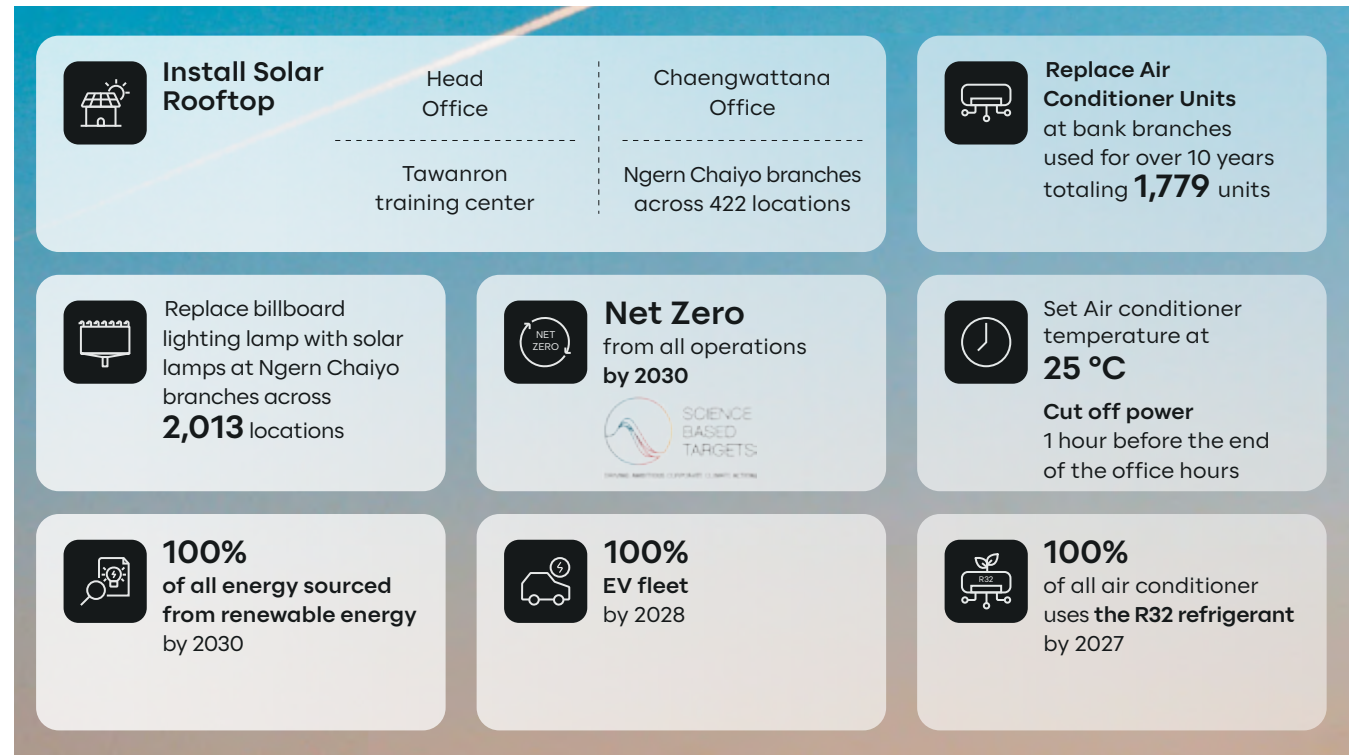 Install Solar
Rooftop
Head
Office
Chaengwattana
Office
Tawanron
training center
Ngern Chaiyo branches
across 422 locations
Replace Air
Conditioner Units
at bank branches
used for over 10 years
totaling 1,779 units
Replace billboard
lighting lamp with solar
lamps at Ngern Chaiyo
branches across
2,013 locations
NET
ZERO
Net Zero
from all operations
by 2030
SCIENCE
BASED
TARGETS
DRIVING AMBITIOUS CORPORATE CLIMATE ACTION
Set Air conditioner
temperature at
25 °C
Cut off power
1 hour before the end
of the office hours
100%
of all energy sourced
from renewable energy
by 2030
100%
EV fleet
by 2028
R32
100%
of all air conditioner
uses the R32 refrigerant
by 2027